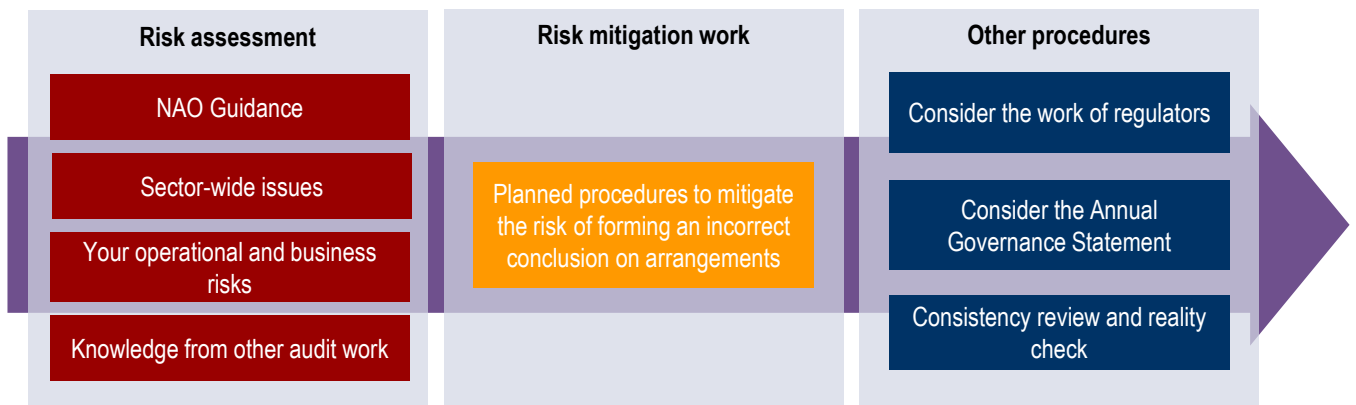 Risk assessment
NAO Guidance
Sector-wide issues
Your operational and business
risks
Knowledge from other audit work
Risk mitigation work
Planned procedures to mitigate
the risk of forming an incorrect
conclusion on arrangements
Other procedures
Consider the work of regulators
Consider the Annual
Governance Statement
Consistency review and reality
check